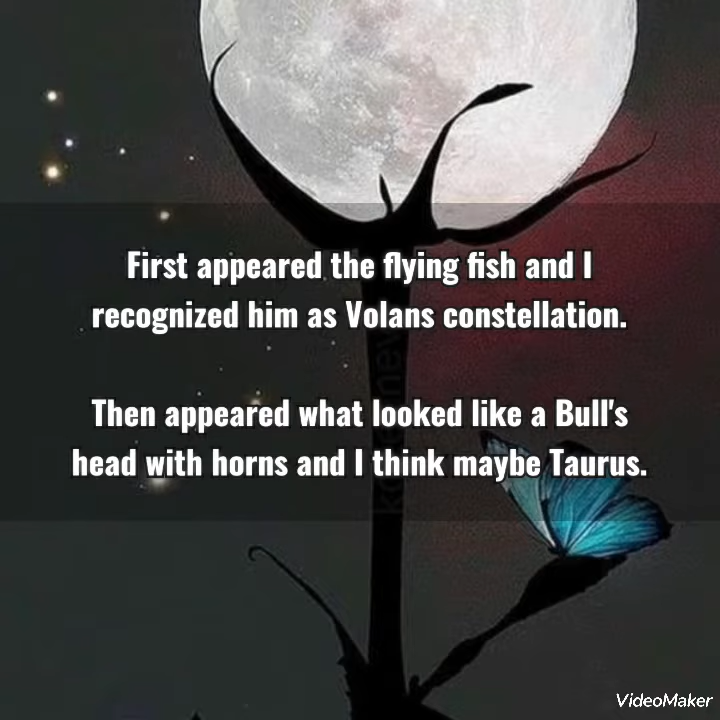 First appeared the flying fish and I
recognized him as Volans constellation.
Then appeared what looked like a Bull's
head with horns and I think maybe Taurus.
VideoMaker